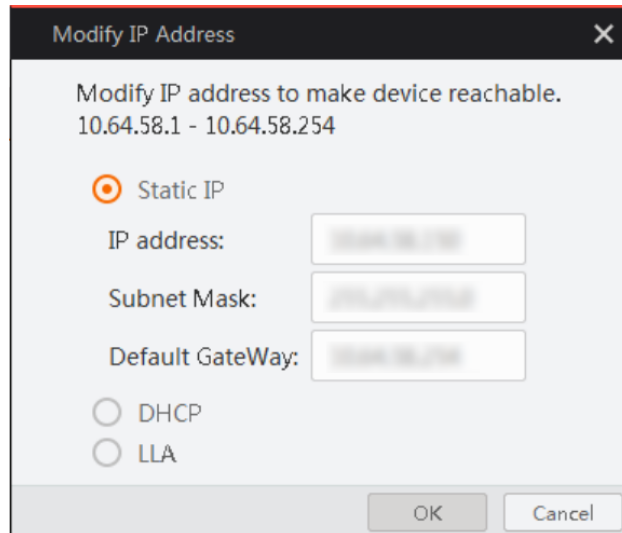 Modify IP Address
Modify IP address to make device reachable.
10.64.58.1 - 10.64.58.254
Static IP
IP address:
Subnet Mask:
Default GateWay:
DHCP
LLA
OK Cancel